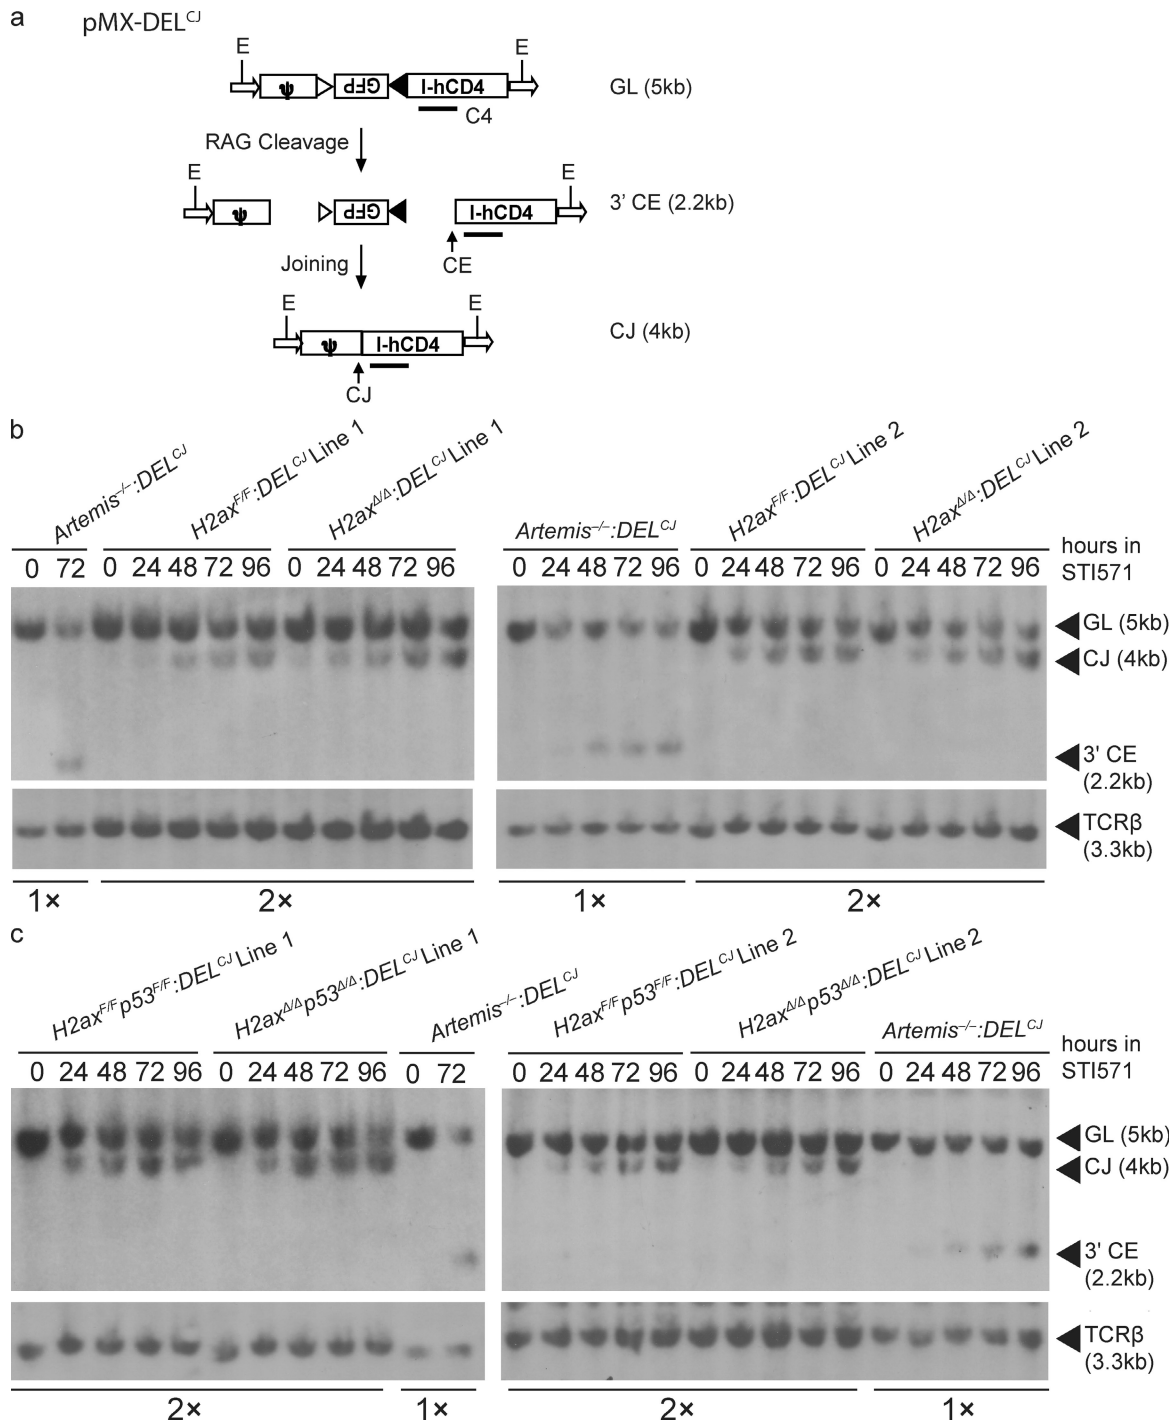 a
pMX-DEL^CJ
E E
ψ GFP I-hCD4 GL (5kb)
C4
RAG Cleavage
E E
ψ GFP I-hCD4 3' CE (2.2kb)
CE
Joining
E E
ψ I-hCD4 CJ (4kb)
CJ
b
Artemis–/–:DEL^CJ
H2ax^F/F:DEL^CJ Line 1
H2ax^Δ/Δ:DEL^CJ Line 1
Artemis–/–:DEL^CJ
H2ax^F/F:DEL^CJ Line 2
H2ax^Δ/Δ:DEL^CJ Line 2
0 72 0 24 48 72 96 0 24 48 72 96 0 24 48 72 96 0 24 48 72 96 0 24 48 72 96
hours in
STI571
GL (5kb)
CJ (4kb)
3' CE
(2.2kb)
TCRβ
(3.3kb)
1× 2× 1× 2×
c
H2ax^F/F p53^F/F:DEL^CJ Line 1
H2ax^Δ/Δ p53^Δ/Δ:DEL^CJ Line 1
Artemis–/–:DEL^CJ
H2ax^F/F p53^F/F:DEL^CJ Line 2
H2ax^Δ/Δ p53^Δ/Δ:DEL^CJ Line 2
Artemis–/–:DEL^CJ
0 24 48 72 96 0 24 48 72 96 0 72 0 24 48 72 96 0 24 48 72 96 0 24 48 72 96
hours in
STI571
GL (5kb)
CJ (4kb)
3' CE
(2.2kb)
TCRβ
(3.3kb)
2× 1× 2× 1×